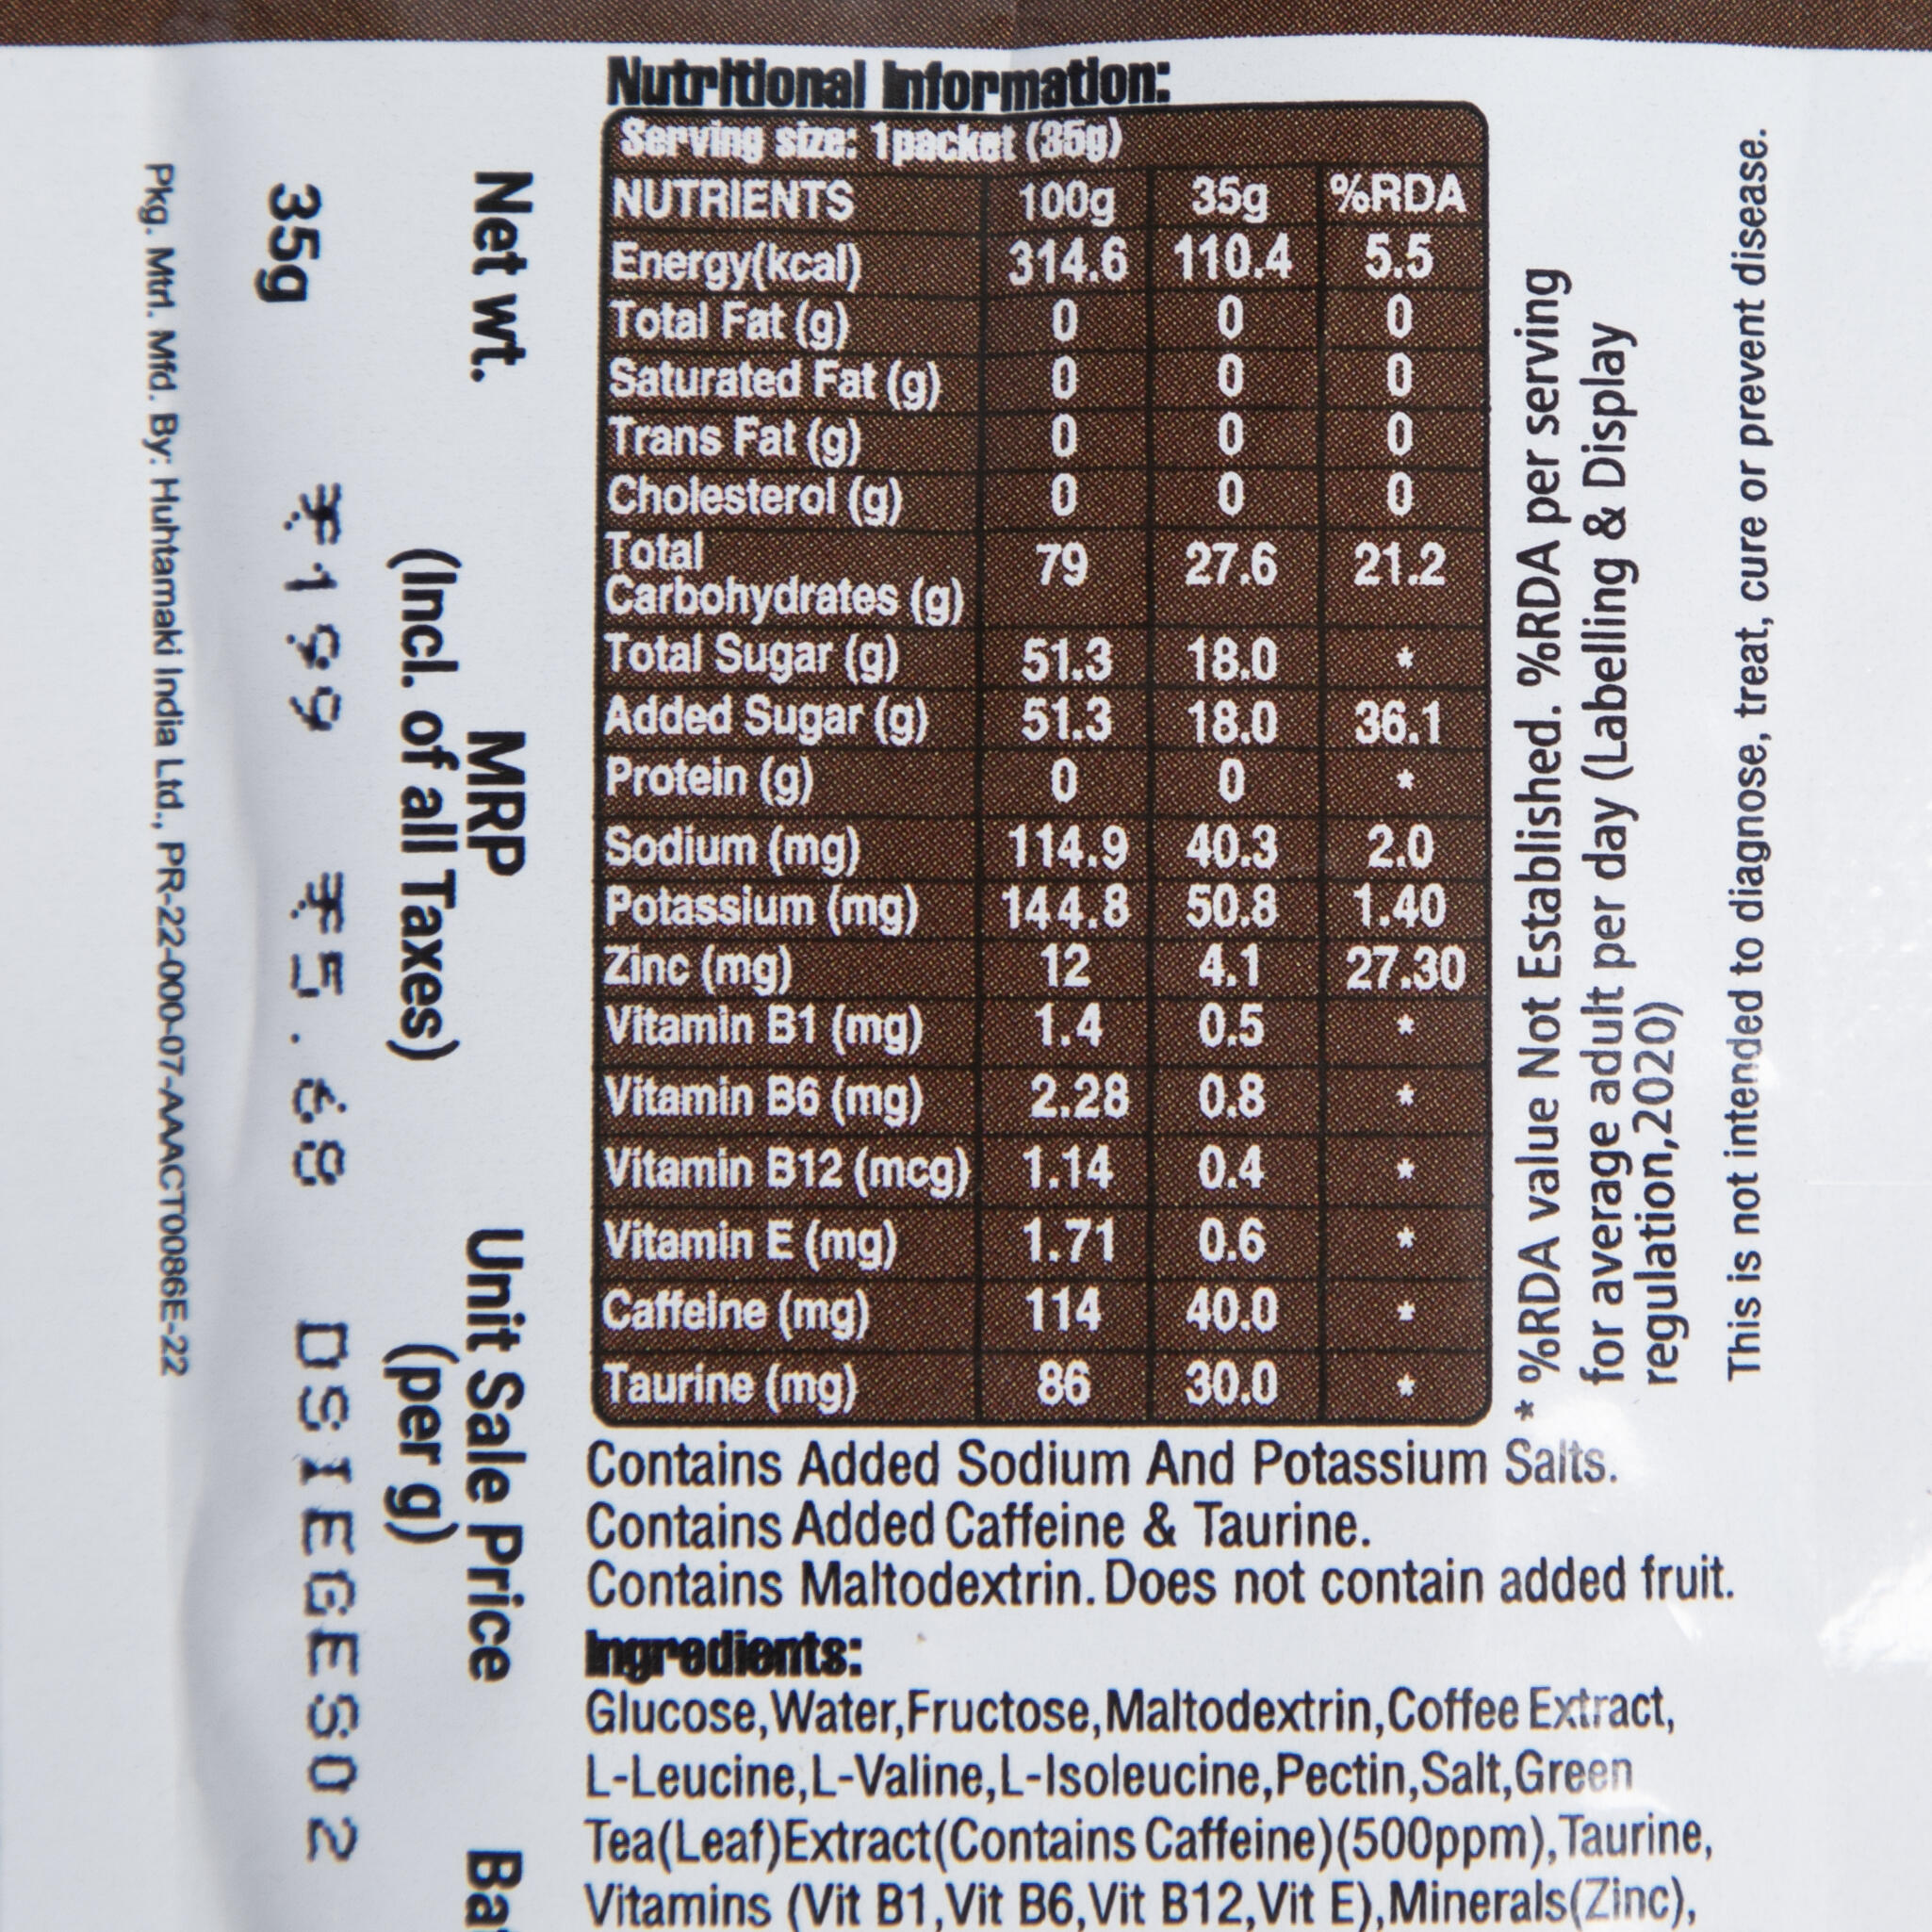 Nutritional Information:
Serving size: 1packet (35g)
NUTRIENTS 100g 35g %RDA
Energy(kcal) 314.6 110.4 5.5
Total Fat (g) 0 0 0
Saturated Fat (g) 0 0 0
Trans Fat (g) 0 0 0
Cholesterol (g) 0 0 0
Total
Carbohydrates (g) 79 27.6 21.2
Total Sugar (g) 51.3 18.0 *
Added Sugar (g) 51.3 18.0 36.1
Protein (g) 0 0 *
Sodium (mg) 114.9 40.3 2.0
Potassium (mg) 144.8 50.8 1.40
Zinc (mg) 12 4.1 27.30
Vitamin B1 (mg) 1.4 0.5 *
Vitamin B6 (mg) 2.28 0.8 *
Vitamin B12 (mcg) 1.14 0.4 *
Vitamin E (mg) 1.71 0.6 *
Caffeine (mg) 114 40.0 *
Taurine (mg) 86 30.0 *
* %RDA value Not Established. %RDA per serving
for average adult per day (Labelling & Display
regulation,2020)
This is not intended to diagnose, treat, cure or prevent disease.
Contains Added Sodium And Potassium Salts.
Contains Added Caffeine & Taurine.
Contains Maltodextrin. Does not contain added fruit.
Ingredients:
Glucose,Water,Fructose,Maltodextrin,Coffee Extract,
L-Leucine,L-Valine,L-Isoleucine,Pectin,Salt,Green
Tea(Leaf)Extract(Contains Caffeine)(500ppm),Taurine,
Vitamins (Vit B1,Vit B6,Vit B12,Vit E),Minerals(Zinc),
Net wt. MRP Unit Sale Price
(Incl. of all Taxes) (per g)
35g ₹199 ₹5.68 DSIEGES02
Pkg. Mtrl. Mfd. By: Huhtamaki India Ltd., PR-22-000-07-AAACT0086E-22